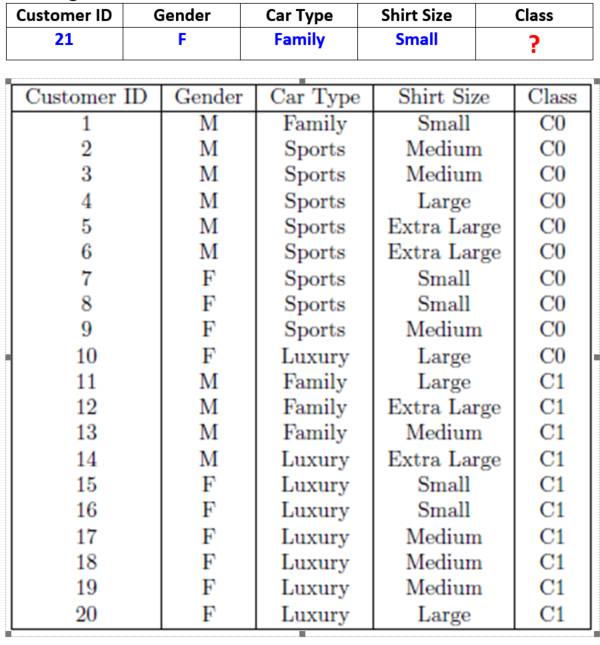 Customer ID Gender Car Type Shirt Size Class
21 F Family Small ?
Customer ID Gender Car Type Shirt Size Class
1 M Family Small C0
2 M Sports Medium C0
3 M Sports Medium C0
4 M Sports Large C0
5 M Sports Extra Large C0
6 M Sports Extra Large C0
7 F Sports Small C0
8 F Sports Small C0
9 F Sports Medium C0
10 F Luxury Large C0
11 M Family Large C1
12 M Family Extra Large C1
13 M Family Medium C1
14 M Luxury Extra Large C1
15 F Luxury Small C1
16 F Luxury Small C1
17 F Luxury Medium C1
18 F Luxury Medium C1
19 F Luxury Medium C1
20 F Luxury Large C1